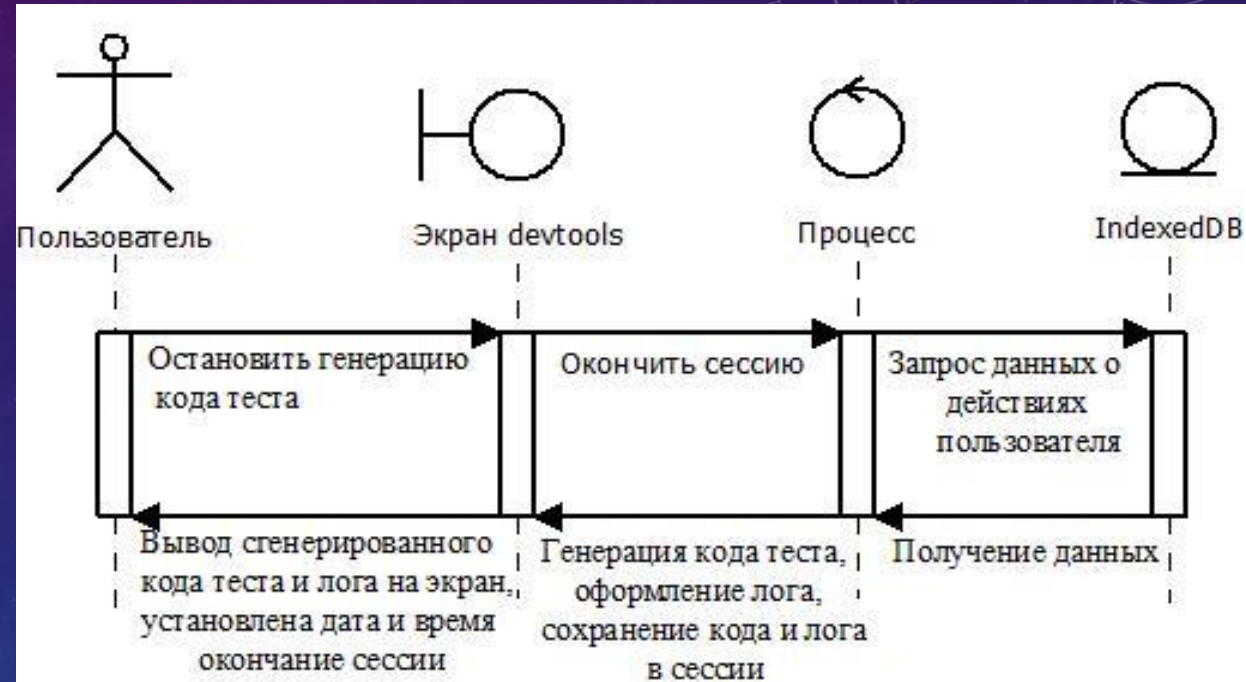 Пользователь
Экран devtools
Процесс
IndexedDB
Остановить генерацию
кода теста
Окончить сессию
Запрос данных о
действиях
пользователя
Вывод сгенерированного
кода теста и лога на экран,
установлена дата и время
окончание сессии
Генерация кода теста,
оформление лога,
сохранение кода и лога
в сессии
Получение данных